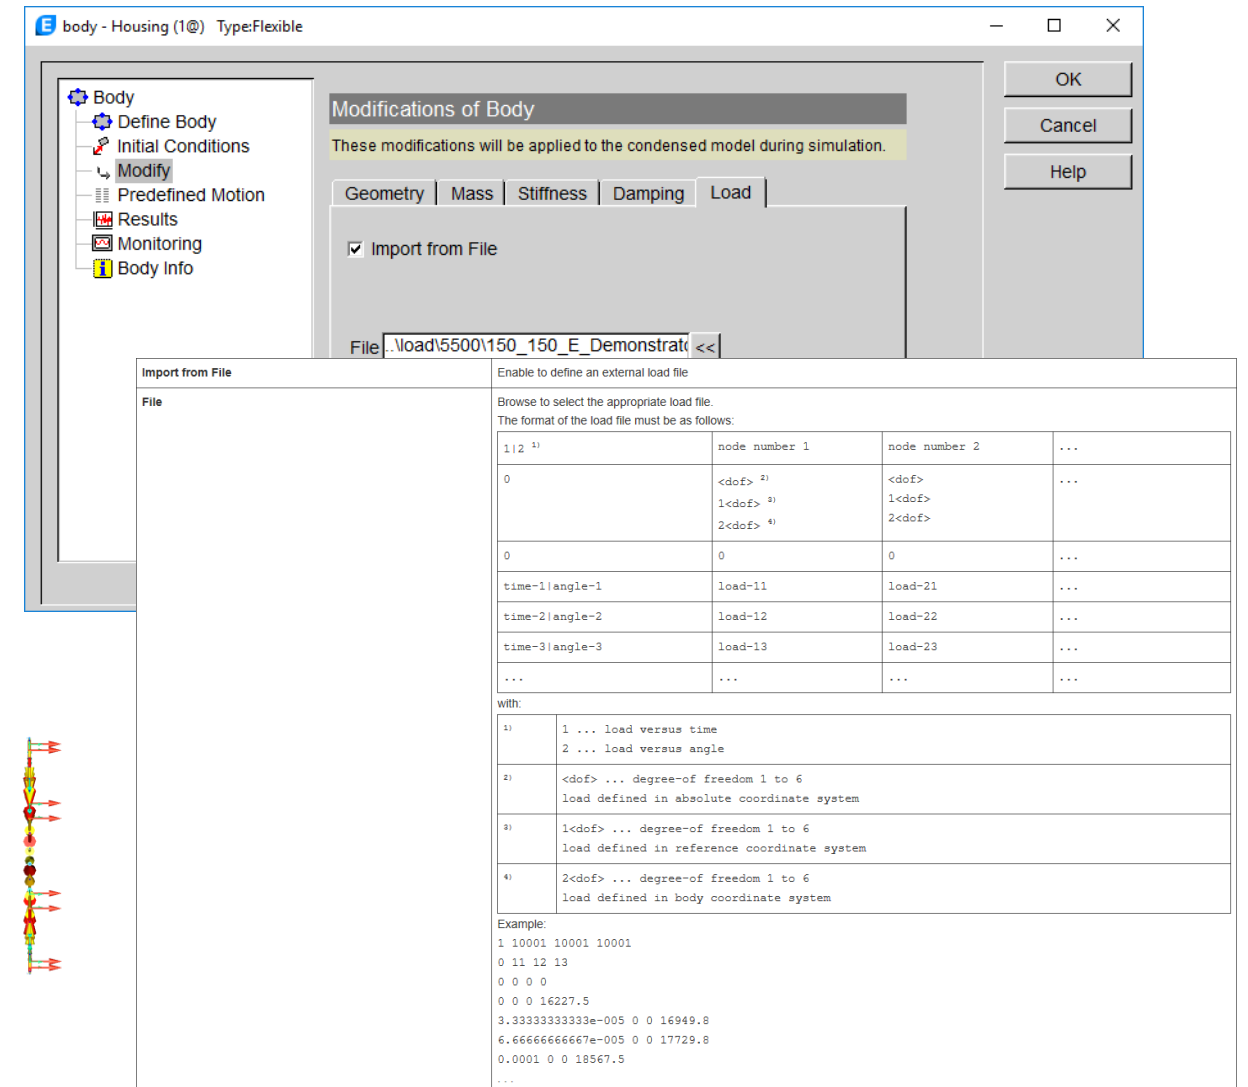 body - Housing (1@) Type:Flexible
OK
Cancel
Help
Body
Define Body
Initial Conditions
Modify
Predefined Motion
Results
Monitoring
Body Info
Modifications of Body
These modifications will be applied to the condensed model during simulation.
Geometry Mass Stiffness Damping Load
Import from File
File ..\load\5500\150_150_E_Demonstrat <<
Import from File Enable to define an external load file
File Browse to select the appropriate load file.
The format of the load file must be as follows:
1|2 1) node number 1 node number 2 ...
0 <dof> 2) <dof> ...
1<dof> 3) 1<dof>
2<dof> 4) 2<dof>
0 0 0 ...
time-1|angle-1 load-11 load-21 ...
time-2|angle-2 load-12 load-22 ...
time-3|angle-3 load-13 load-23 ...
... ... ... ...
with:
1) 1 ... load versus time
2 ... load versus angle
2) <dof> ... degree-of freedom 1 to 6
load defined in absolute coordinate system
3) 1<dof> ... degree-of freedom 1 to 6
load defined in reference coordinate system
4) 2<dof> ... degree-of freedom 1 to 6
load defined in body coordinate system
Example:
1 10001 10001 10001
0 11 12 13
0 0 0 0
0 0 0 16227.5
3.33333333333e-005 0 0 16949.8
6.66666666667e-005 0 0 17729.8
0.0001 0 0 18567.5
...